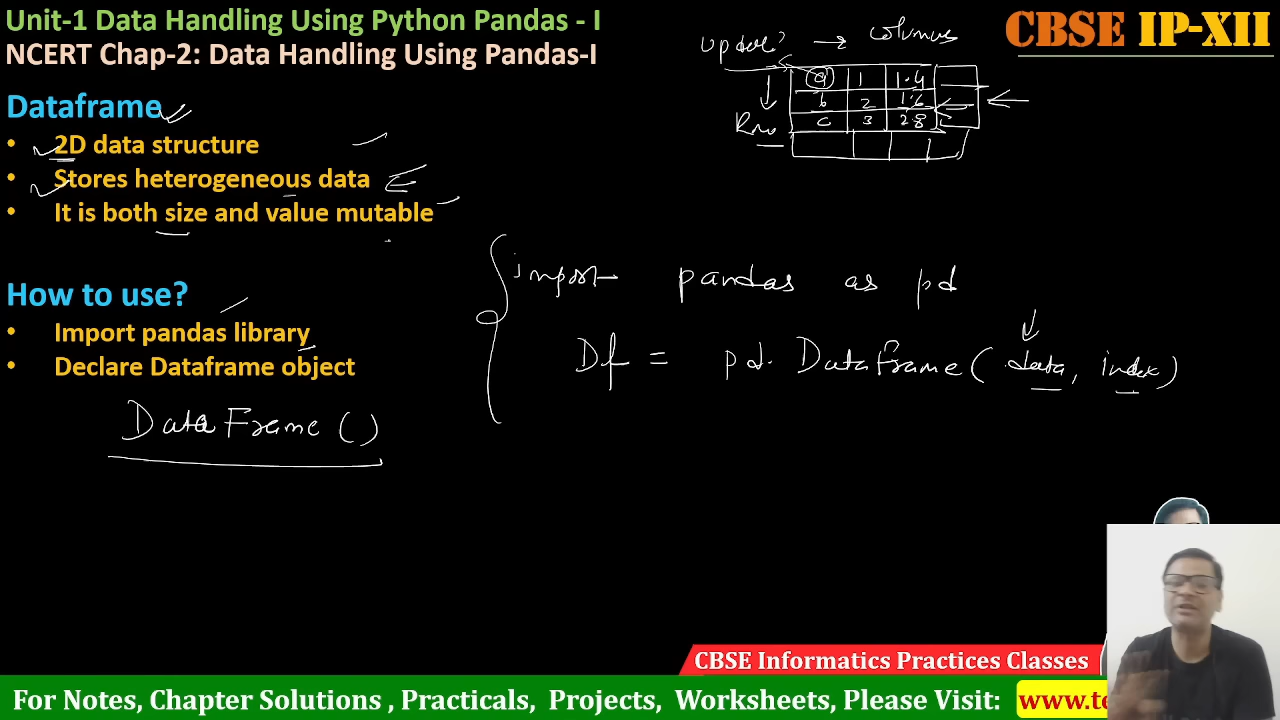 Unit-1 Data Handling Using Python Pandas - I
NCERT Chap-2: Data Handling Using Pandas-I
CBSE IP-XII
Dataframe
• 2D data structure
• Stores heterogeneous data
• It is both size and value mutable
How to use?
• Import pandas library
• Declare Dataframe object
DataFrame ()
→ columns
a 1 1.4
b 2 1.6
c 3 2.8
import pandas as pd
Df = pd. DataFrame ( data, index )
CBSE Informatics Practices Classes
For Notes, Chapter Solutions , Practicals, Projects, Worksheets, Please Visit: